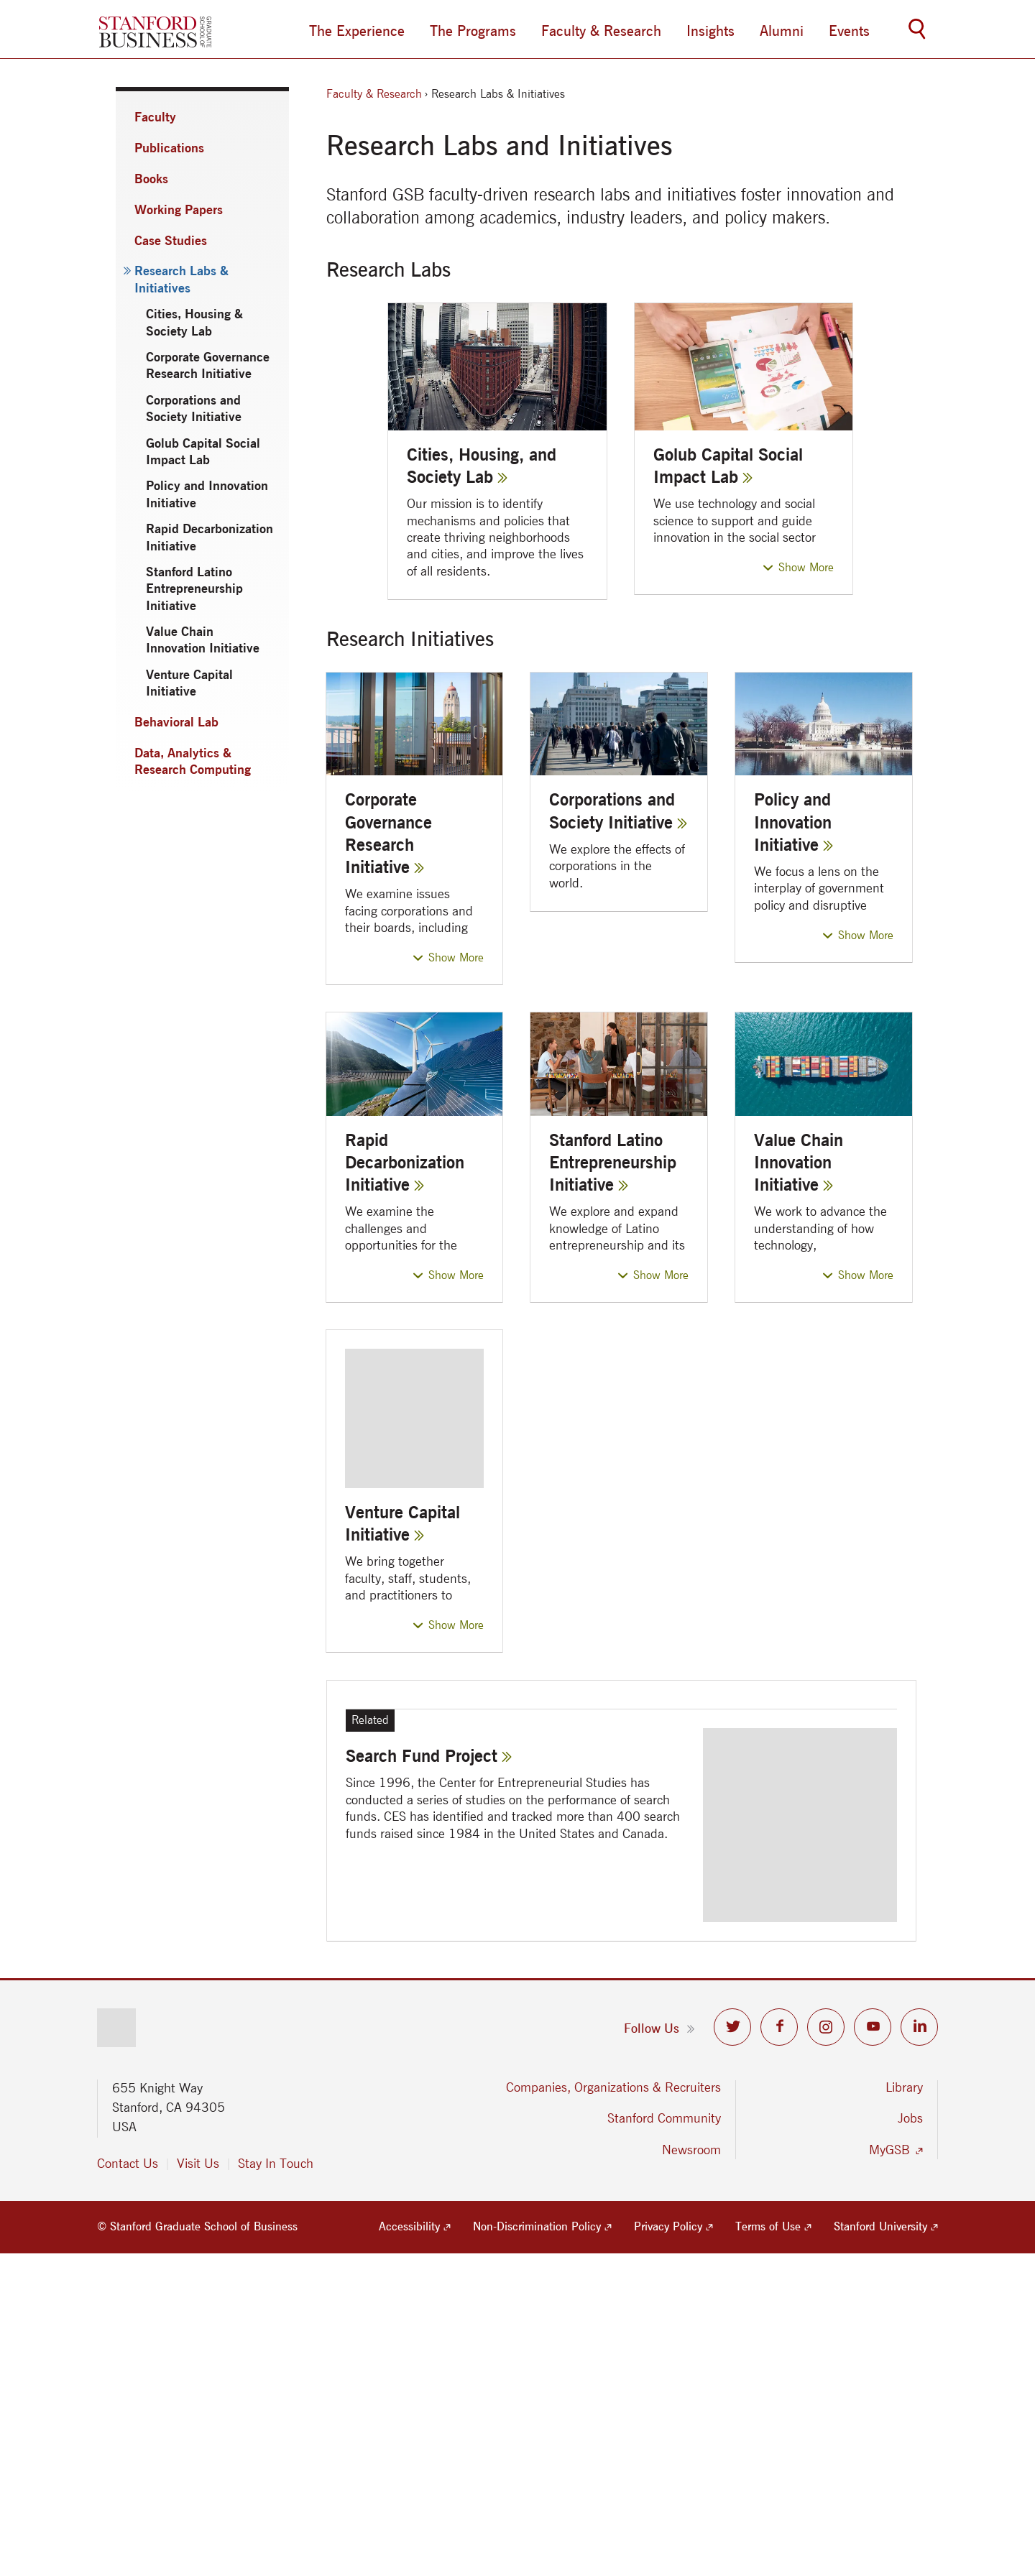 STANFORD
BUSINESS
GRADUATE
SCHOOL OF
The Experience
The Programs
Faculty & Research
Insights
Alumni
Events
Faculty
Publications
Books
Working Papers
Case Studies
Research Labs &
Initiatives
Cities, Housing &
Society Lab
Corporate Governance
Research Initiative
Corporations and
Society Initiative
Golub Capital Social
Impact Lab
Policy and Innovation
Initiative
Rapid Decarbonization
Initiative
Stanford Latino
Entrepreneurship
Initiative
Value Chain
Innovation Initiative
Venture Capital
Initiative
Behavioral Lab
Data, Analytics &
Research Computing
Faculty & Research › Research Labs & Initiatives
Research Labs and Initiatives
Stanford GSB faculty-driven research labs and initiatives foster innovation and
collaboration among academics, industry leaders, and policy makers.
Research Labs
Cities, Housing, and
Society Lab
Our mission is to identify
mechanisms and policies that
create thriving neighborhoods
and cities, and improve the lives
of all residents.
Golub Capital Social
Impact Lab
We use technology and social
science to support and guide
innovation in the social sector
Show More
Research Initiatives
Corporate
Governance
Research
Initiative
We examine issues
facing corporations and
their boards, including
Show More
Corporations and
Society Initiative
We explore the effects of
corporations in the
world.
Policy and
Innovation
Initiative
We focus a lens on the
interplay of government
policy and disruptive
Show More
Rapid
Decarbonization
Initiative
We examine the
challenges and
opportunities for the
Show More
Stanford Latino
Entrepreneurship
Initiative
We explore and expand
knowledge of Latino
entrepreneurship and its
Show More
Value Chain
Innovation
Initiative
We work to advance the
understanding of how
technology,
Show More
Venture Capital
Initiative
We bring together
faculty, staff, students,
and practitioners to
Show More
Related
Search Fund Project
Since 1996, the Center for Entrepreneurial Studies has
conducted a series of studies on the performance of search
funds. CES has identified and tracked more than 400 search
funds raised since 1984 in the United States and Canada.
Follow Us
655 Knight Way
Stanford, CA 94305
USA
Contact Us
Visit Us
Stay In Touch
Companies, Organizations & Recruiters
Stanford Community
Newsroom
Library
Jobs
MyGSB
© Stanford Graduate School of Business
Accessibility
Non-Discrimination Policy
Privacy Policy
Terms of Use
Stanford University